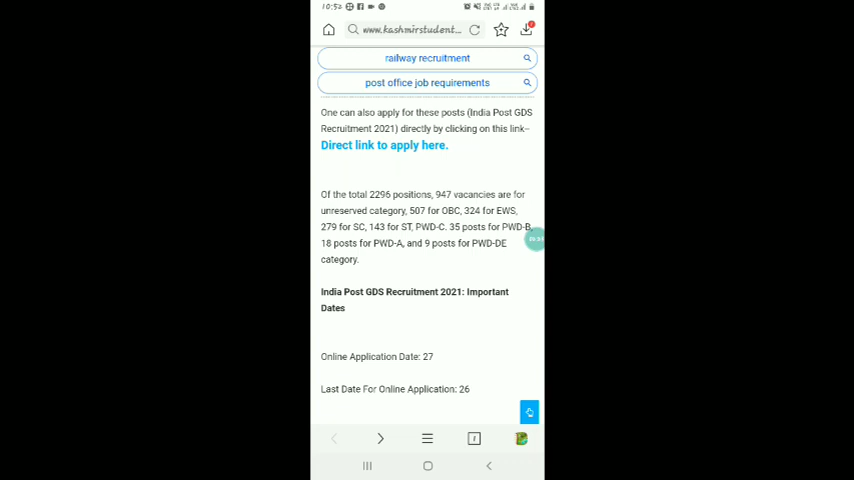 10:52
www.kashmirstudent...
railway recruitment
post office job requirements
One can also apply for these posts (India Post GDS
Recruitment 2021) directly by clicking on this link--
Direct link to apply here.
Of the total 2296 positions, 947 vacancies are for
unreserved category, 507 for OBC, 324 for EWS,
279 for SC, 143 for ST, PWD-C. 35 posts for PWD-B,
18 posts for PWD-A, and 9 posts for PWD-DE
category.
India Post GDS Recruitment 2021: Important
Dates
Online Application Date: 27
Last Date For Online Application: 26